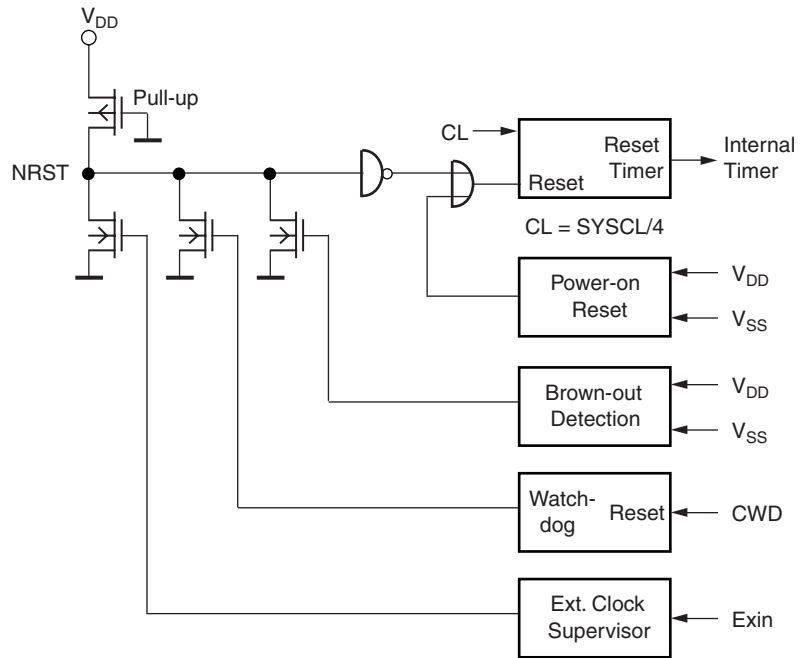 VDD
Pull-up
NRST
CL
Reset
Timer
Reset
Internal
Timer
CL = SYSCL/4
Power-on
Reset
VDD
VSS
Brown-out
Detection
VDD
VSS
Watch-
dog
Reset
CWD
Ext. Clock
Supervisor
Exin